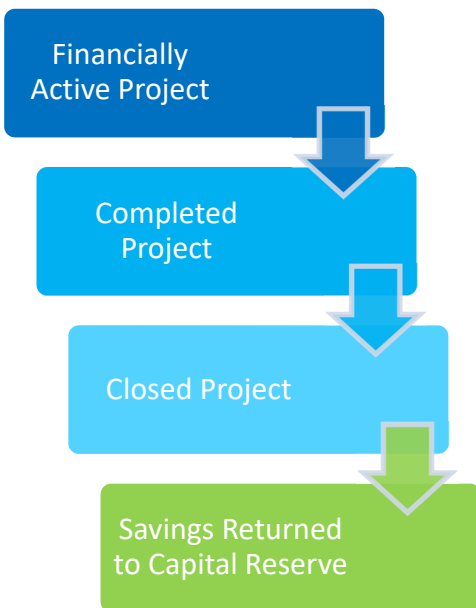 Financially
Active Project
Completed
Project
Closed Project
Savings Returned
to Capital Reserve